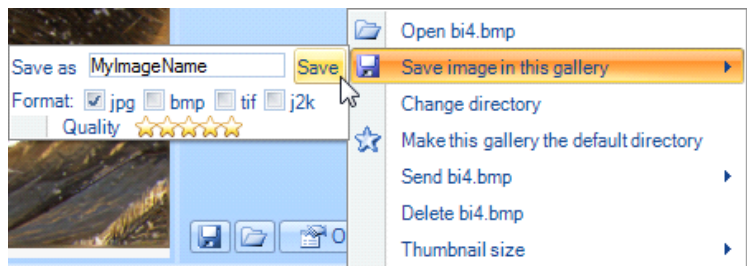 Save as MyImageName Save
Format: jpg bmp tif j2k
Quality
O
Open bi4.bmp
Save image in this gallery
Change directory
Make this gallery the default directory
Send bi4.bmp
Delete bi4.bmp
Thumbnail size